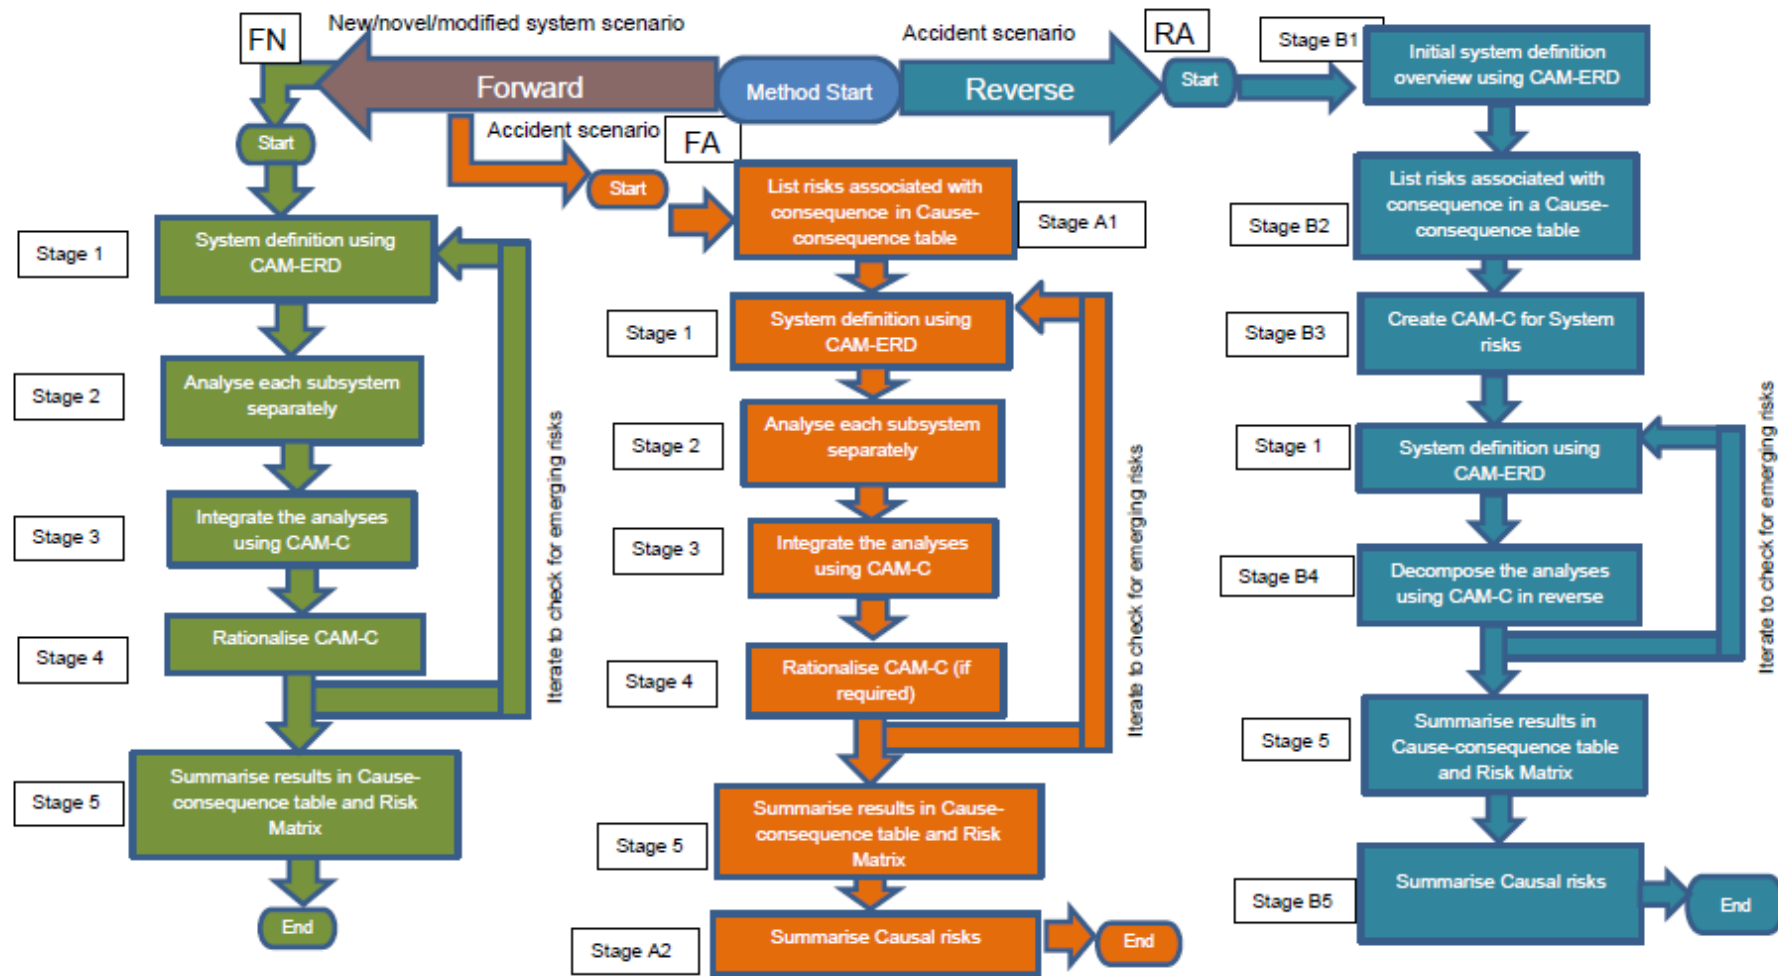 New/novel/modified system scenario
FN
Forward
Method Start
Accident scenario
Reverse
RA
Start
Stage B1
Initial system definition
overview using CAM-ERD
Start
Accident scenario
FA
Start
List risks associated with
consequence in Cause-
consequence table
Stage A1
List risks associated with
consequence in a Cause-
consequence table
Stage B2
Stage 1
System definition using
CAM-ERD
Stage 2
Analyse each subsystem
separately
Stage 3
Integrate the analyses
using CAM-C
Stage 4
Rationalise CAM-C
Iterate to check for emerging risks
Stage 5
Summarise results in Cause-
consequence table and Risk
Matrix
End
Stage 1
System definition using
CAM-ERD
Stage 2
Analyse each subsystem
separately
Stage 3
Integrate the analyses
using CAM-C
Stage 4
Rationalise CAM-C (if
required)
Iterate to check for emerging risks
Stage 5
Summarise results in Cause-
consequence table and Risk
Matrix
Stage A2
Summarise Causal risks
End
Stage B3
Create CAM-C for System
risks
Stage 1
System definition using
CAM-ERD
Stage B4
Decompose the analyses
using CAM-C in reverse
Iterate to check for emerging risks
Stage 5
Summarise results in
Cause-consequence table
and Risk Matrix
Stage B5
Summarise Causal risks
End